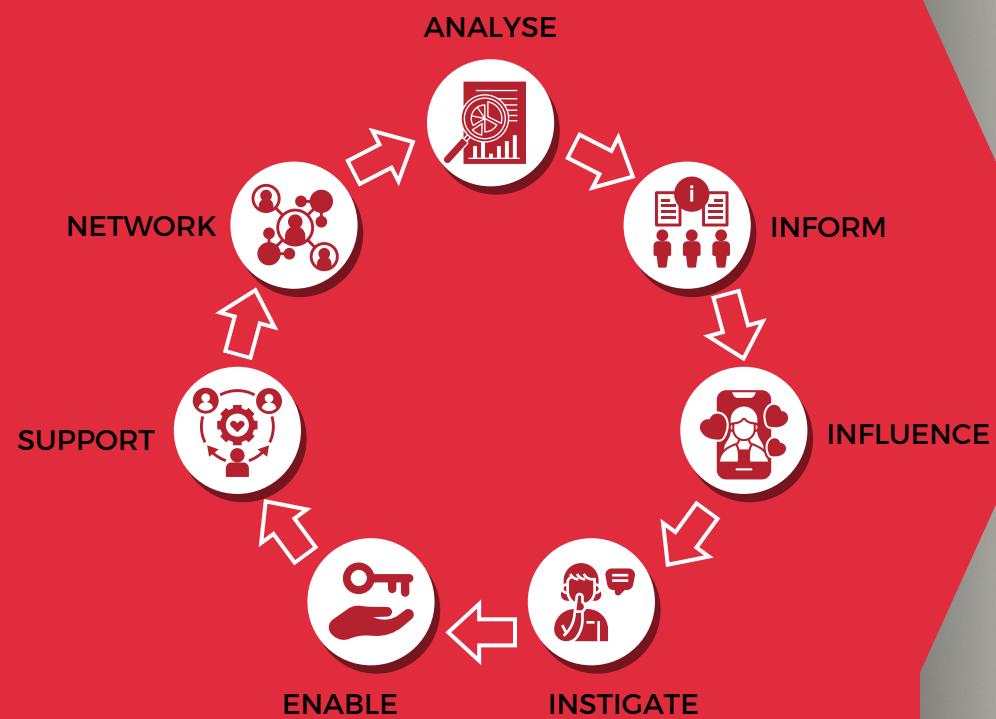 ANALYSE
INFORM
INFLUENCE
INSTIGATE
ENABLE
SUPPORT
NETWORK
i